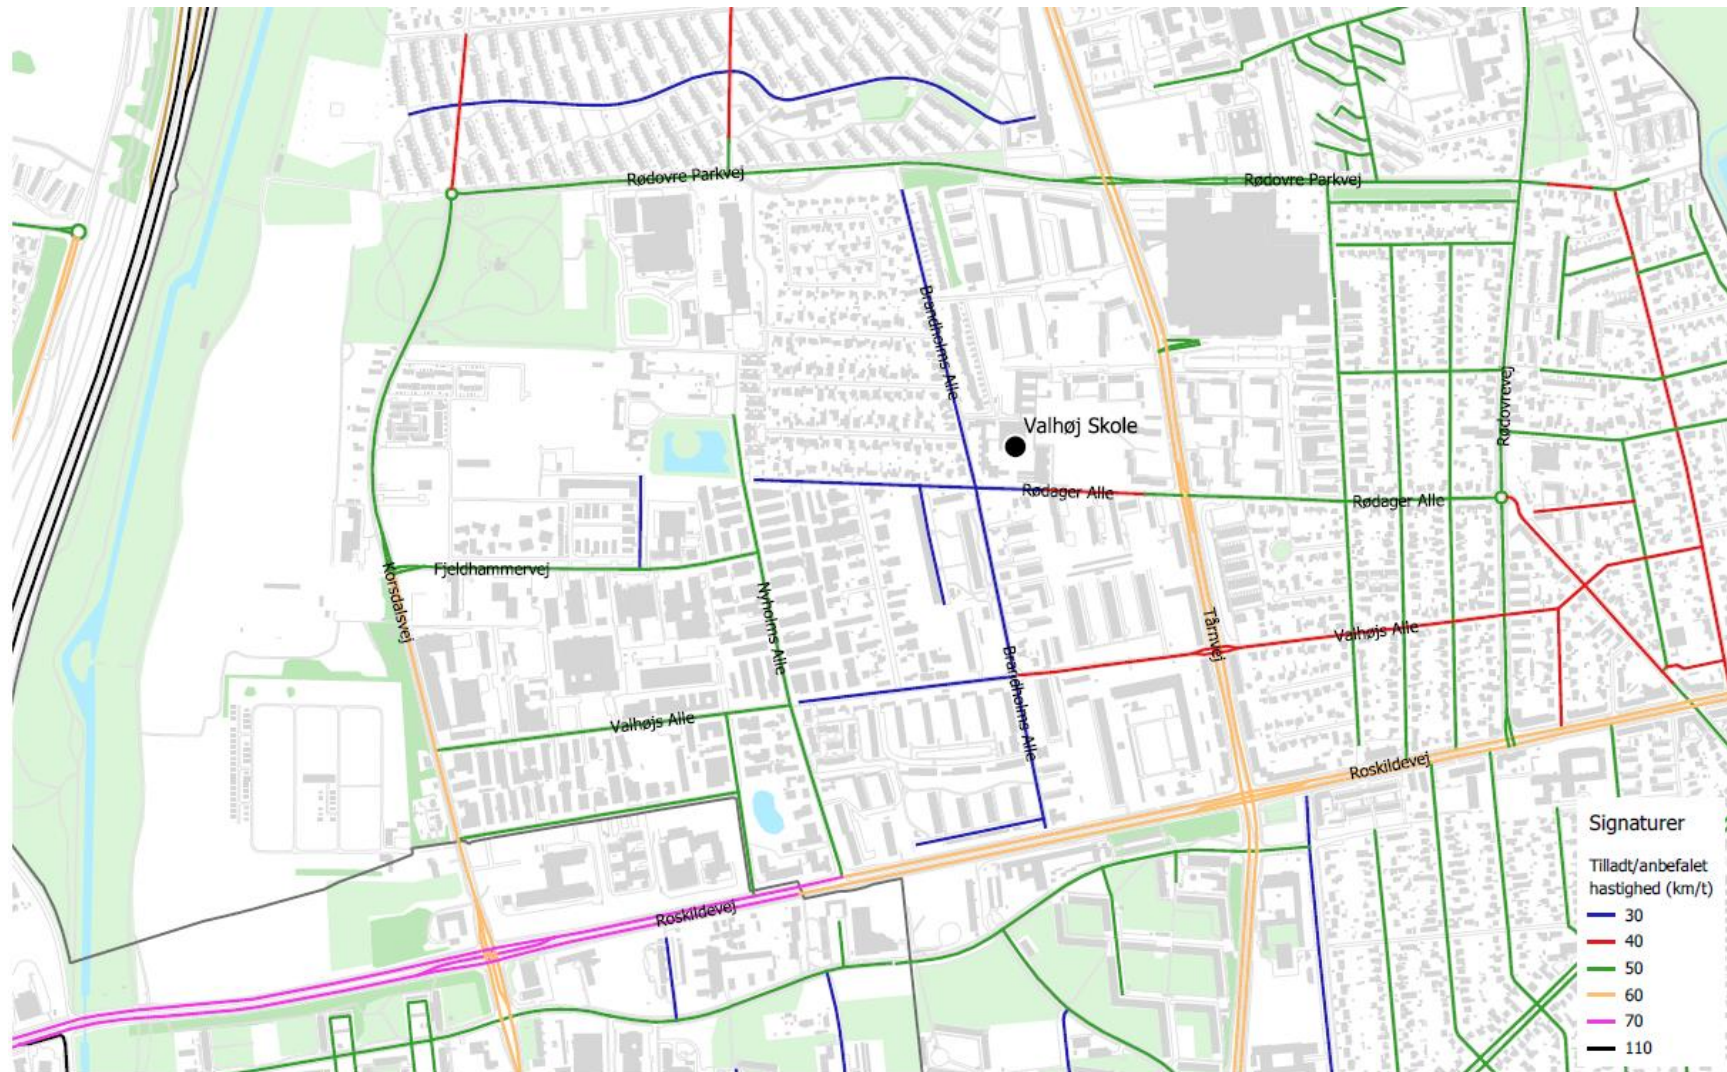 Rødovre Parkvej
Rødovre Parkvej
Brandholms Alle
Rødovrevej
Valhøj Skole
Rødager Alle
Rødager Alle
Fjeldhammervej
Korsdalsvej
Nyholms Alle
Tårnvej
Valhøjs Alle
Brandholms Alle
Valhøjs Alle
Roskildevej
Roskildevej
Signaturer
Tilladt/anbefalet
hastighed (km/t)
30
40
50
60
70
110